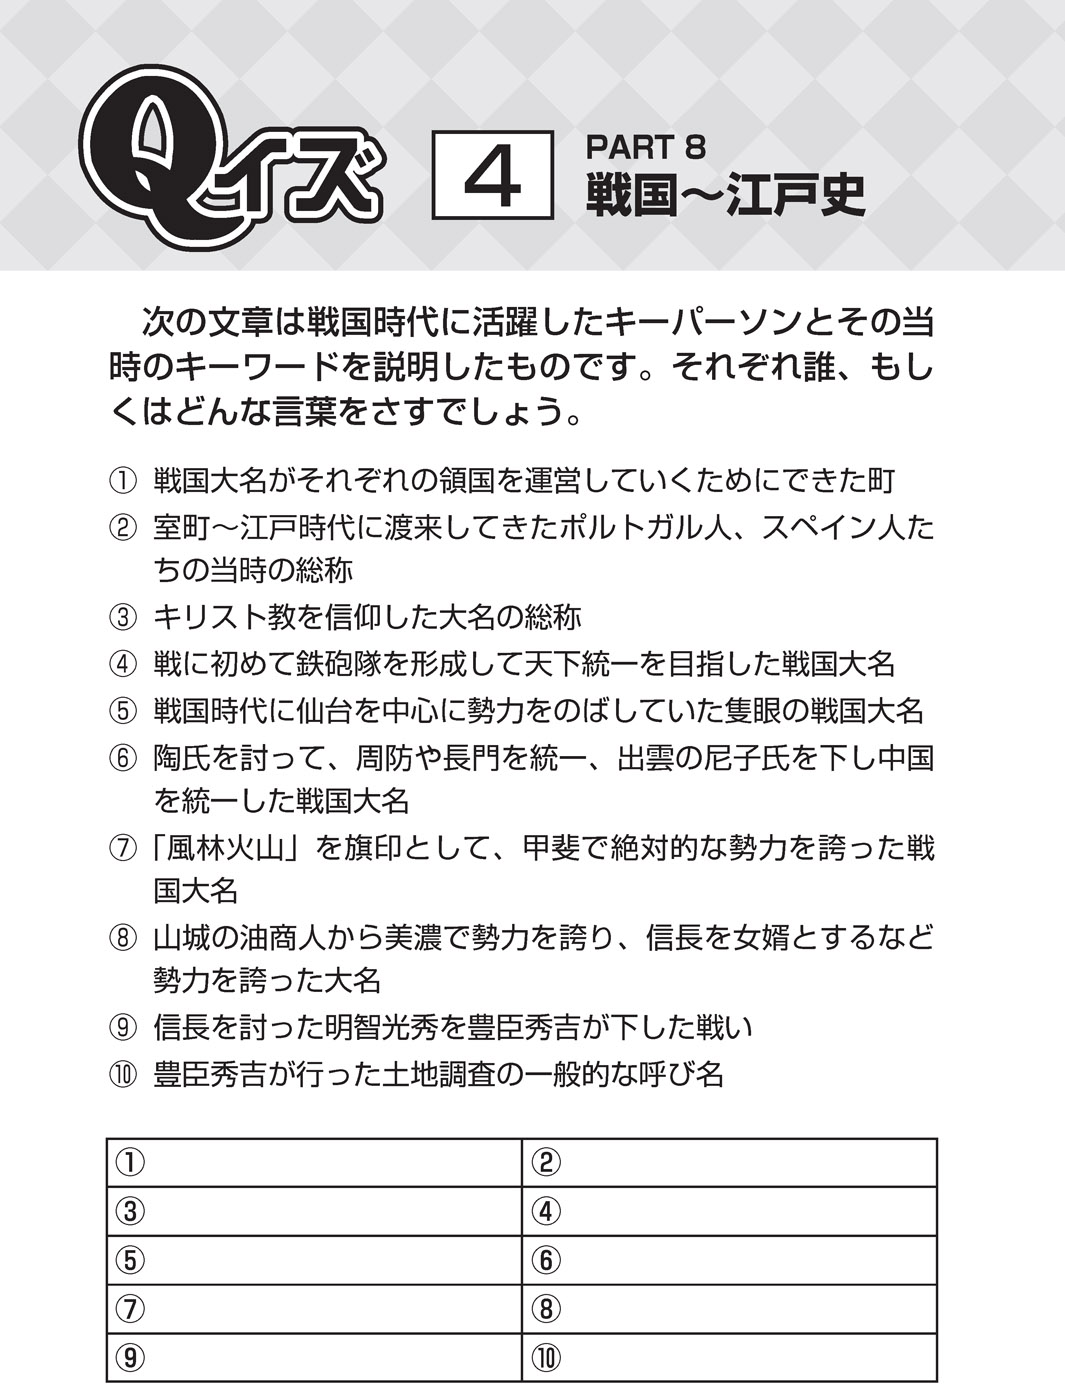 Qイズ 4 PART 8
戦国～江戸史
次の文章は戦国時代に活躍したキーパーソンとその当
時のキーワードを説明したものです。それぞれ誰、もし
くはどんな言葉をさすでしょう。
① 戦国大名がそれぞれの領国を運営していくためにできた町
② 室町～江戸時代に渡来してきたポルトガル人、スペイン人た
ちの当時の総称
③ キリスト教を信仰した大名の総称
④ 戦に初めて鉄砲隊を形成して天下統一を目指した戦国大名
⑤ 戦国時代に仙台を中心に勢力をのばしていた隻眼の戦国大名
⑥ 陶氏を討って、周防や長門を統一、出雲の尼子氏を下し中国
を統一した戦国大名
⑦ 「風林火山」を旗印として、甲斐で絶対的な勢力を誇った戦
国大名
⑧ 山城の油商人から美濃で勢力を誇り、信長を女婿とするなど
勢力を誇った大名
⑨ 信長を討った明智光秀を豊臣秀吉が下した戦い
⑩ 豊臣秀吉が行った土地調査の一般的な呼び名
① ②
③ ④
⑤ ⑥
⑦ ⑧
⑨ ⑩